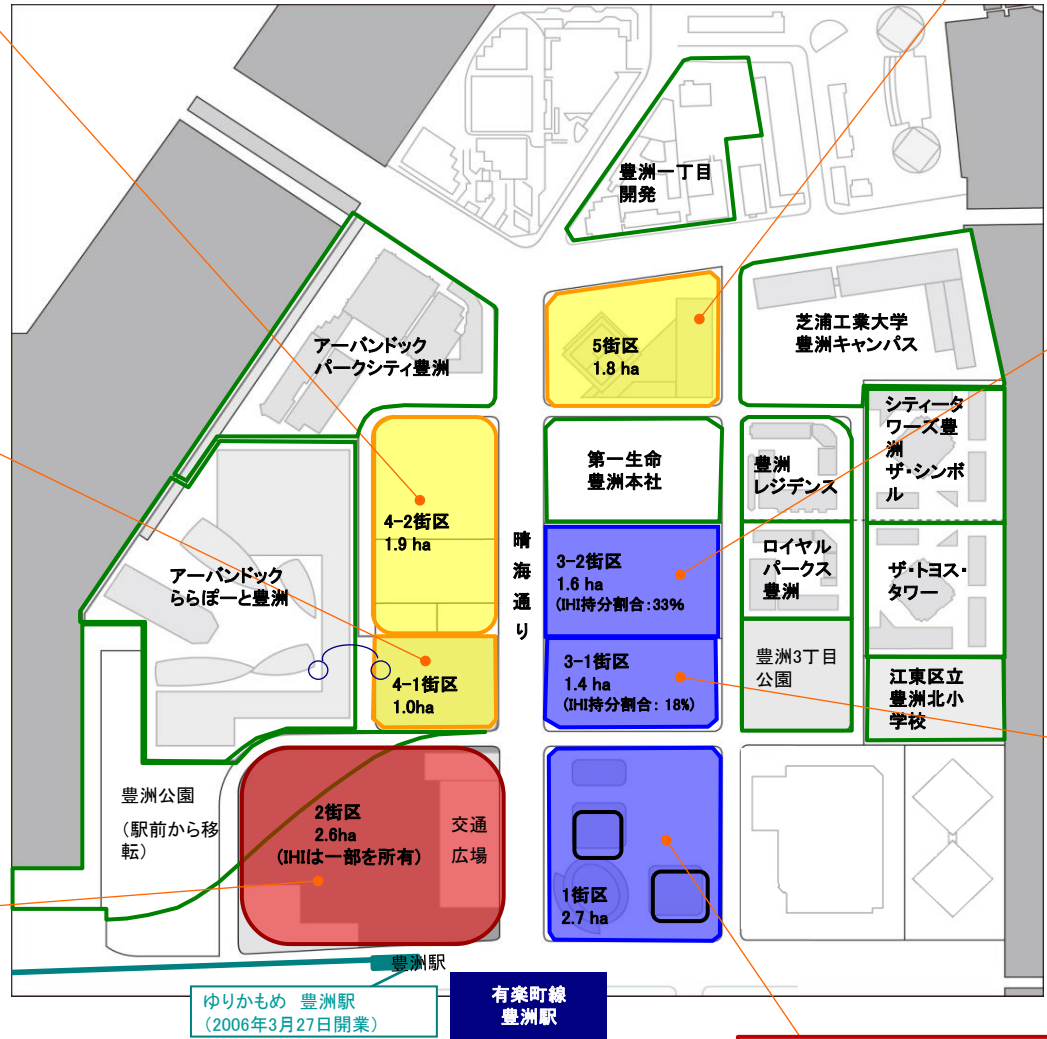 豊洲一丁目
開発
5街区
1.8 ha
芝浦工業大学
豊洲キャンパス
アーバンドック
パークシティ豊洲
シティータ
ワーズ豊
洲
ザ・シンボ
ル
第一生命
豊洲本社
豊洲
レジデンス
4-2街区
1.9 ha
晴
海
通
り
3-2街区
1.6 ha
(IHI持分割合:33%
ロイヤル
パークス
豊洲
ザ・トヨス・
タワー
アーバンドック
ららぽーと豊洲
4-1街区
1.0ha
3-1街区
1.4 ha
(IHI持分割合: 18%)
豊洲3丁目
公園
江東区立
豊洲北小
学校
豊洲公園
(駅前から移
転)
2街区
2.6ha
(IHIは一部を所有)
交通
広場
1街区
2.7 ha
豊洲駅
ゆりかもめ 豊洲駅
(2006年3月27日開業)
有楽町線
豊洲駅